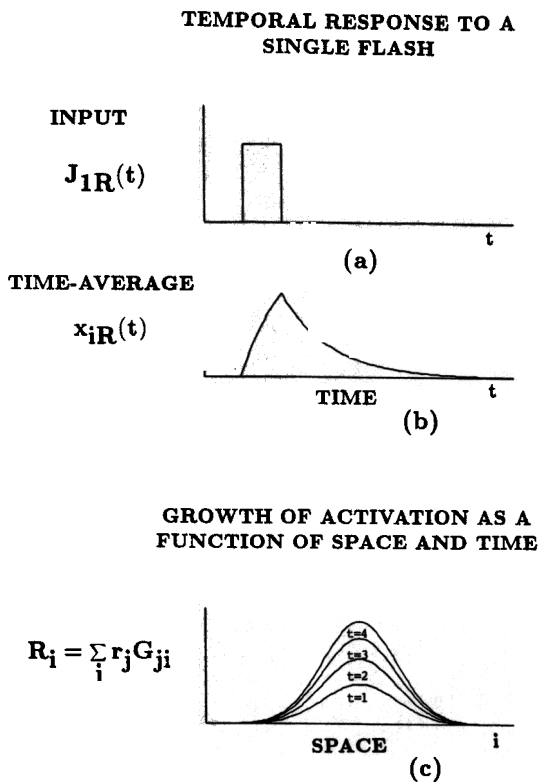 TEMPORAL RESPONSE TO A
SINGLE FLASH
INPUT
J1R(t)
t
(a)
TIME-AVERAGE
xiR(t)
t
TIME
(b)
GROWTH OF ACTIVATION AS A
FUNCTION OF SPACE AND TIME
Ri = Σi rjGji
t=4
t=3
t=2
t=1
SPACE
i
(c)